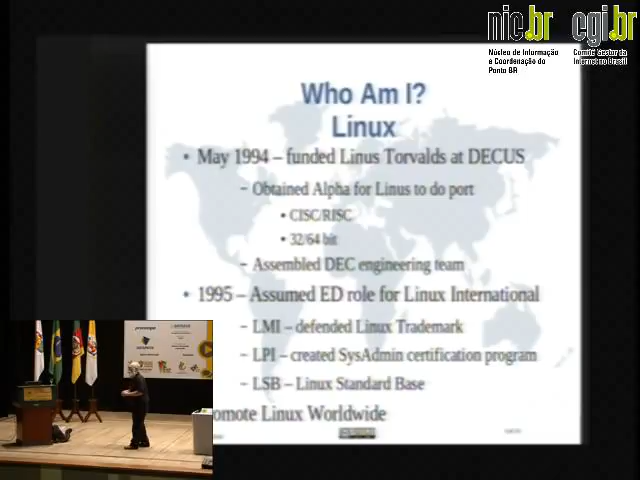 nic.br cgi.br
Núcleo de Informação
e Coordenação do
Ponto BR
Comitê Gestor da
Internet no Brasil
Who Am I?
Linux
• May 1994 – funded Linus Torvalds at DECUS
– Obtained Alpha for Linus to do port
• CISC/RISC
• 32/64 bit
– Assembled DEC engineering team
• 1995 – Assumed ED role for Linux International
– LMI – defended Linux Trademark
– LPI – created SysAdmin certification program
– LSB – Linux Standard Base
omote Linux Worldwide